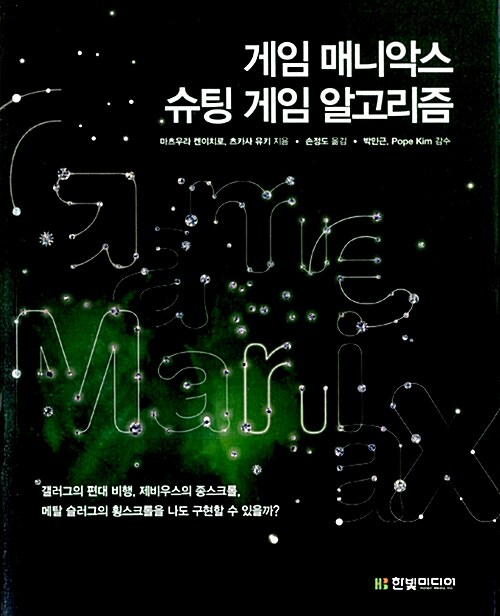 게임 매니악스
슈팅 게임 알고리즘
마츠우라 켄이치로, 츠카사 유키 지음 • 손정도 옮김 • 박민근, Pope Kim 감수
Game
Maniax
갤러그의 편대 비행, 제비우스의 종스크롤,
메탈 슬러그의 횡스크롤을 나도 구현할 수 있을까?
HB 한빛미디어
Hanbit Media, Inc.